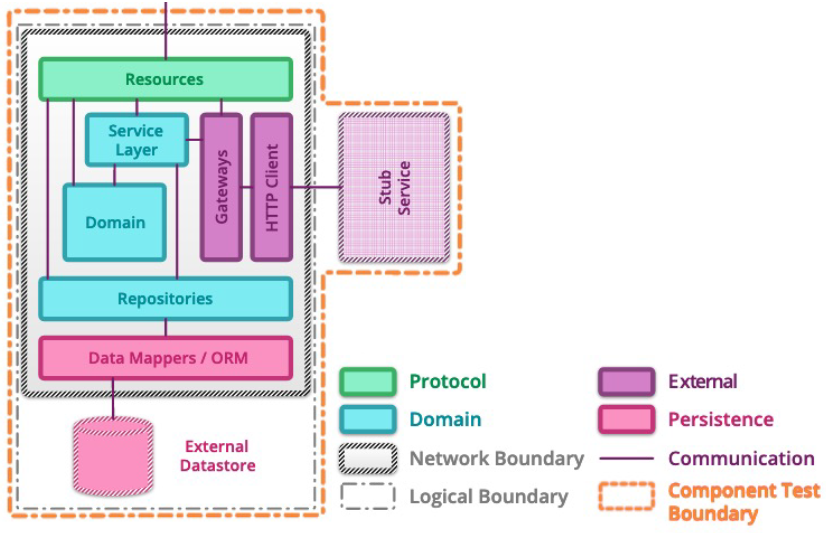 Resources
Service
Layer
Gateways
HTTP Client
Stub
Service
Domain
Repositories
Data Mappers / ORM
External
Datastore
Protocol
Domain
Network Boundary
Logical Boundary
External
Persistence
Communication
Component Test
Boundary